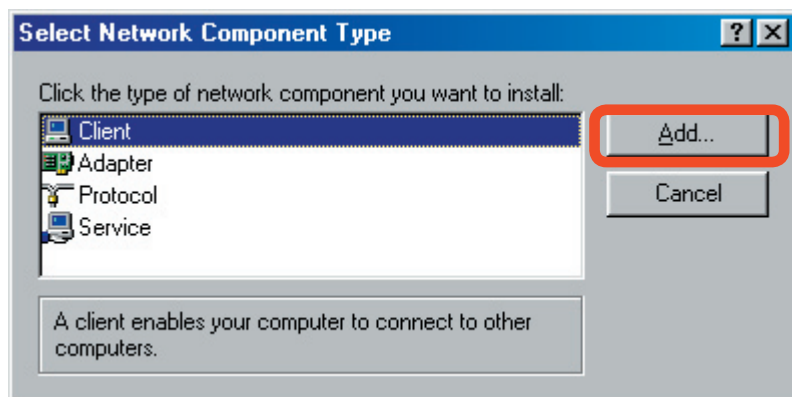 Select Network Component Type
Click the type of network component you want to install:
Client
Adapter
Protocol
Service
Add...
Cancel
A client enables your computer to connect to other
computers.